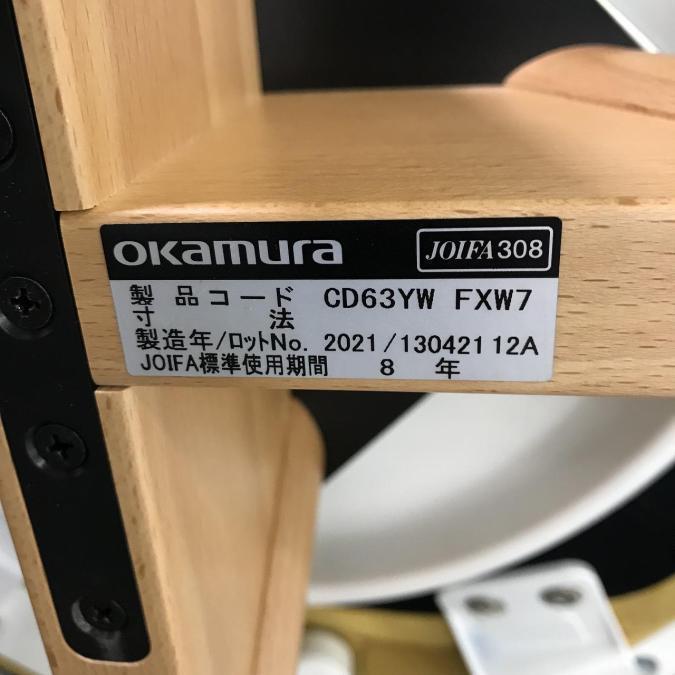 okamura JOIFA308
製品コード CD63YW FXW7
寸法
製造年/ロットNo. 2021/13042112A
JOIFA標準使用期間 8 年